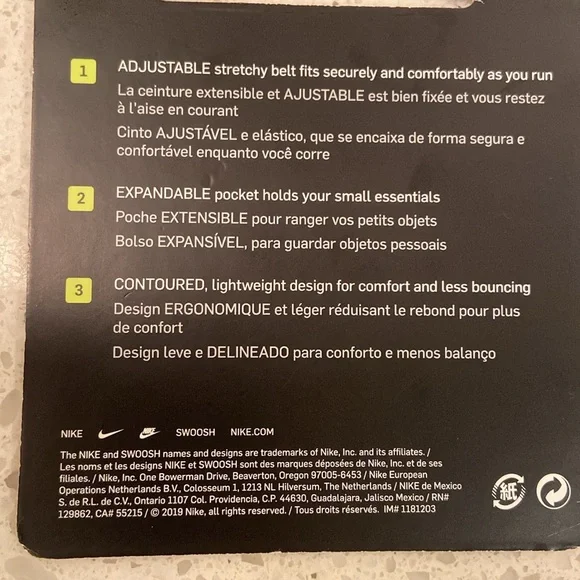 1
ADJUSTABLE stretchy belt fits securely and comfortably as you run
La ceinture extensible et AJUSTABLE est bien fixée et vous restez
à l'aise en courant
Cinto AJUSTÁVEL e elástico, que se encaixa de forma segura e
confortável enquanto você corre
2
EXPANDABLE pocket holds your small essentials
Poche EXTENSIBLE pour ranger vos petits objets
Bolso EXPANSÍVEL, para guardar objetos pessoais
3
CONTOURED, lightweight design for comfort and less bouncing
Design ERGONOMIQUE et léger réduisant le rebond pour plus
de confort
Design leve e DELINEADO para conforto e menos balanço
NIKE SWOOSH NIKE.COM
The NIKE and SWOOSH names and designs are trademarks of Nike, Inc. and its affiliates. /
Les noms et les designs NIKE et SWOOSH sont des marques déposées de Nike, Inc. et de ses
filiales. / Nike, Inc. One Bowerman Drive, Beaverton, Oregon 97005-6453 / Nike European
Operations Netherlands B.V., Colosseum 1, 1213 NL Hilversum, The Netherlands / NIKE de Mexico
S. de R.L. de C.V., Ontario 1107 Col. Providencia, C.P. 44630, Guadalajara, Jalisco Mexico / RN#
129862, CA# 55215 / © 2019 Nike, all rights reserved. / Tous droits réservés. IM# 1181203
紙